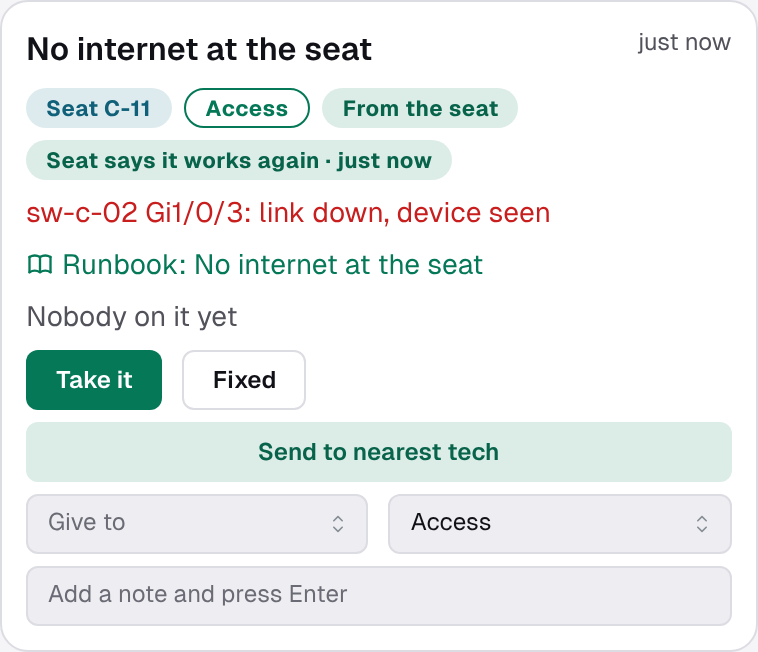 No internet at the seat
just now
Seat C-11
Access
From the seat
Seat says it works again · just now
sw-c-02 Gi1/0/3: link down, device seen
Runbook: No internet at the seat
Nobody on it yet
Take it
Fixed
Send to nearest tech
Give to
Access
Add a note and press Enter